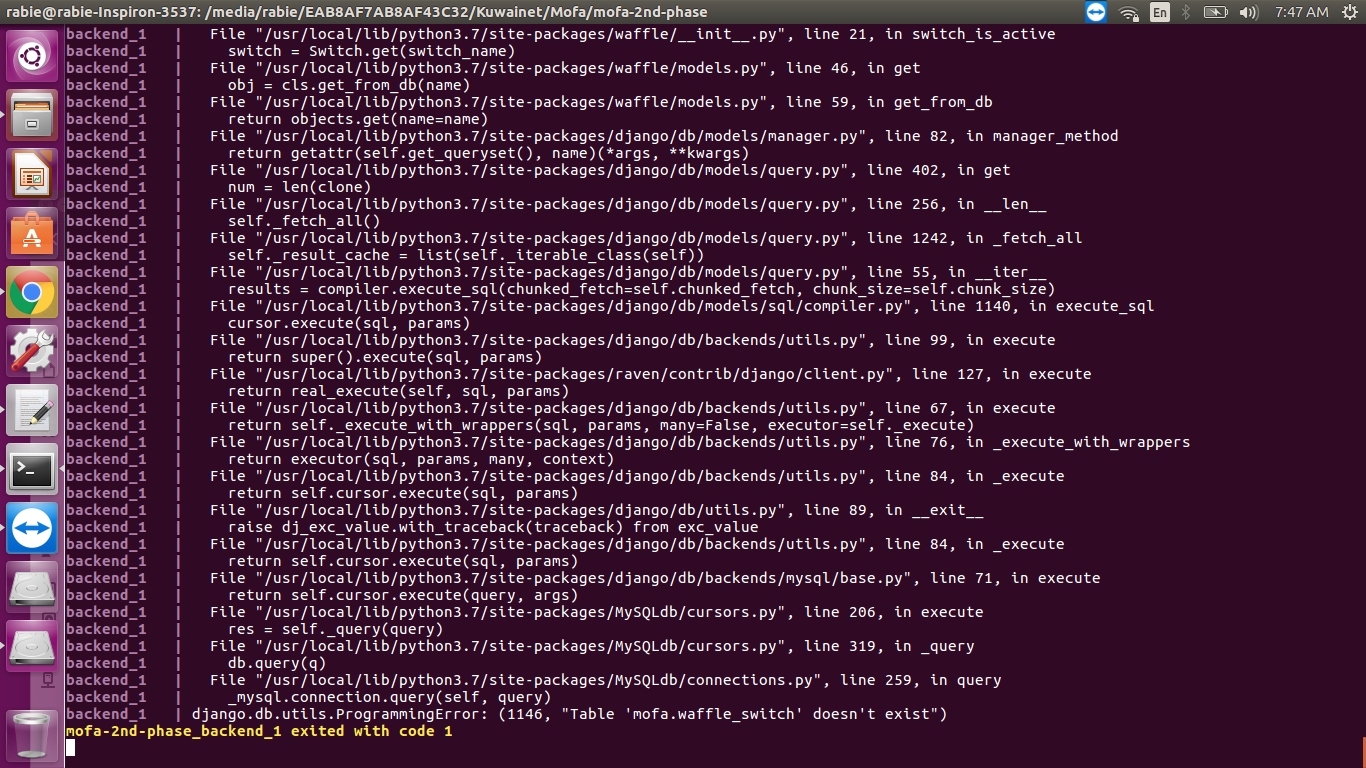 rabie@rabie-Inspiron-3537: /media/rabie/EAB8AF7AB8AF43C32/Kuwainet/Mofa/mofa-2nd-phase
En
7:47 AM
backend_1 | File "/usr/local/lib/python3.7/site-packages/waffle/__init__.py", line 21, in switch_is_active
backend_1 | switch = Switch.get(switch_name)
backend_1 | File "/usr/local/lib/python3.7/site-packages/waffle/models.py", line 46, in get
backend_1 | obj = cls.get_from_db(name)
backend_1 | File "/usr/local/lib/python3.7/site-packages/waffle/models.py", line 59, in get_from_db
backend_1 | return objects.get(name=name)
backend_1 | File "/usr/local/lib/python3.7/site-packages/django/db/models/manager.py", line 82, in manager_method
backend_1 | return getattr(self.get_queryset(), name)(*args, **kwargs)
backend_1 | File "/usr/local/lib/python3.7/site-packages/django/db/models/query.py", line 402, in get
backend_1 | num = len(clone)
backend_1 | File "/usr/local/lib/python3.7/site-packages/django/db/models/query.py", line 256, in __len__
backend_1 | self._fetch_all()
backend_1 | File "/usr/local/lib/python3.7/site-packages/django/db/models/query.py", line 1242, in _fetch_all
backend_1 | self._result_cache = list(self._iterable_class(self))
backend_1 | File "/usr/local/lib/python3.7/site-packages/django/db/models/query.py", line 55, in __iter__
backend_1 | results = compiler.execute_sql(chunked_fetch=self.chunked_fetch, chunk_size=self.chunk_size)
backend_1 | File "/usr/local/lib/python3.7/site-packages/django/db/models/sql/compiler.py", line 1140, in execute_sql
backend_1 | cursor.execute(sql, params)
backend_1 | File "/usr/local/lib/python3.7/site-packages/django/db/backends/utils.py", line 99, in execute
backend_1 | return super().execute(sql, params)
backend_1 | File "/usr/local/lib/python3.7/site-packages/raven/contrib/django/client.py", line 127, in execute
backend_1 | return real_execute(self, sql, params)
backend_1 | File "/usr/local/lib/python3.7/site-packages/django/db/backends/utils.py", line 67, in execute
backend_1 | return self._execute_with_wrappers(sql, params, many=False, executor=self._execute)
backend_1 | File "/usr/local/lib/python3.7/site-packages/django/db/backends/utils.py", line 76, in _execute_with_wrappers
backend_1 | return executor(sql, params, many, context)
backend_1 | File "/usr/local/lib/python3.7/site-packages/django/db/backends/utils.py", line 84, in _execute
backend_1 | return self.cursor.execute(sql, params)
backend_1 | File "/usr/local/lib/python3.7/site-packages/django/db/utils.py", line 89, in __exit__
backend_1 | raise dj_exc_value.with_traceback(traceback) from exc_value
backend_1 | File "/usr/local/lib/python3.7/site-packages/django/db/backends/utils.py", line 84, in _execute
backend_1 | return self.cursor.execute(sql, params)
backend_1 | File "/usr/local/lib/python3.7/site-packages/django/db/backends/mysql/base.py", line 71, in execute
backend_1 | return self.cursor.execute(query, args)
backend_1 | File "/usr/local/lib/python3.7/site-packages/MySQLdb/cursors.py", line 206, in execute
backend_1 | res = self._query(query)
backend_1 | File "/usr/local/lib/python3.7/site-packages/MySQLdb/cursors.py", line 319, in _query
backend_1 | db.query(q)
backend_1 | File "/usr/local/lib/python3.7/site-packages/MySQLdb/connections.py", line 259, in query
backend_1 | _mysql.connection.query(self, query)
backend_1 | django.db.utils.ProgrammingError: (1146, "Table 'mofa.waffle_switch' doesn't exist")
mofa-2nd-phase_backend_1 exited with code 1